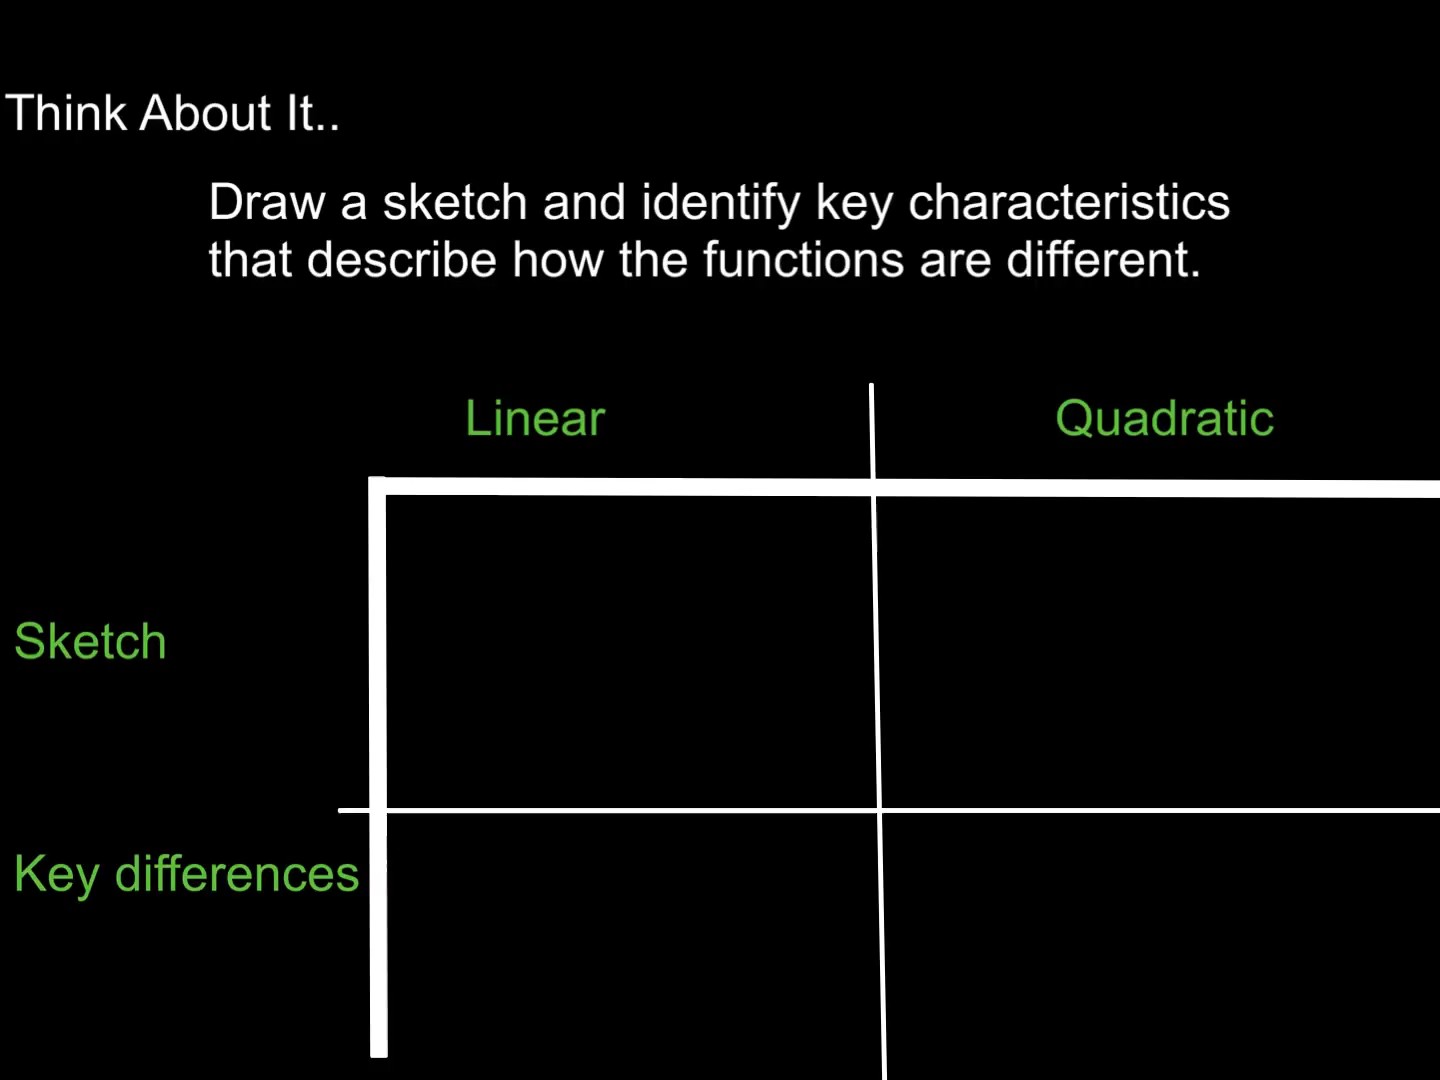 Think About It..
Draw a sketch and identify key characteristics
that describe how the functions are different.
Linear
Quadratic
Sketch
Key differences